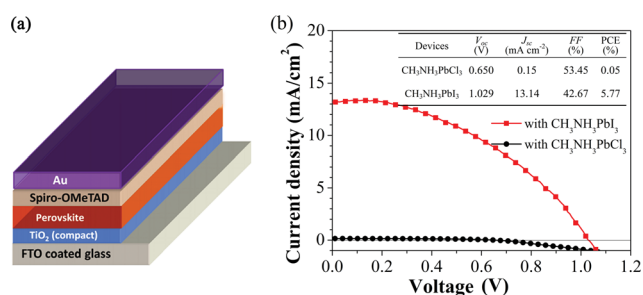 (a)
Au
Spiro-OMeTAD
Perovskite
TiO₂ (compact)
FTO coated glass
(b)
Current density (mA/cm²)
20
15
10
5
0
0.0 0.2 0.4 0.6 0.8 1.0 1.2
Voltage (V)
Devices Voc (V) Jsc (mA cm⁻²) FF (%) PCE (%)
CH₃NH₃PbCl₃ 0.650 0.15 53.45 0.05
CH₃NH₃PbI₃ 1.029 13.14 42.67 5.77
with CH₃NH₃PbI₃
with CH₃NH₃PbCl₃